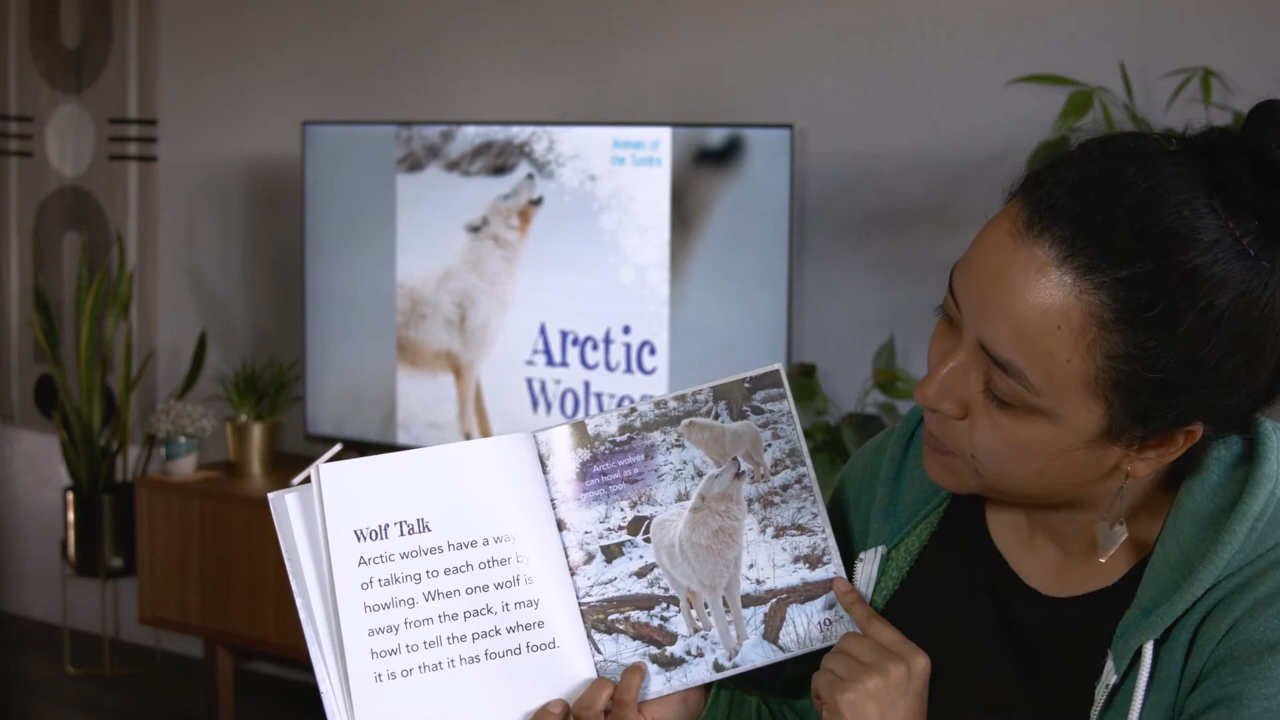 Animals of
the Tundra
Arctic
Wolves
Wolf Talk
Arctic wolves have a way
of talking to each other by
howling. When one wolf is
away from the pack, it may
howl to tell the pack where
it is or that it has found food.
Arctic wolves
can howl as a
group, too!
19